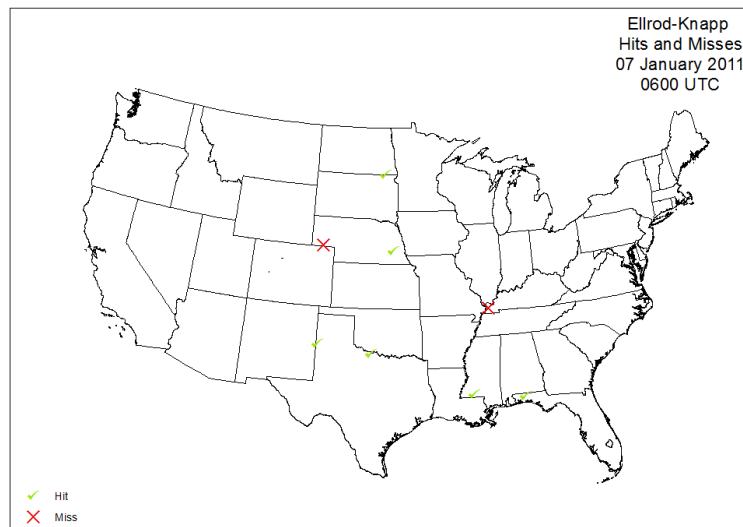 Ellrod-Knapp
Hits and Misses
07 January 2011
0600 UTC
Hit
Miss